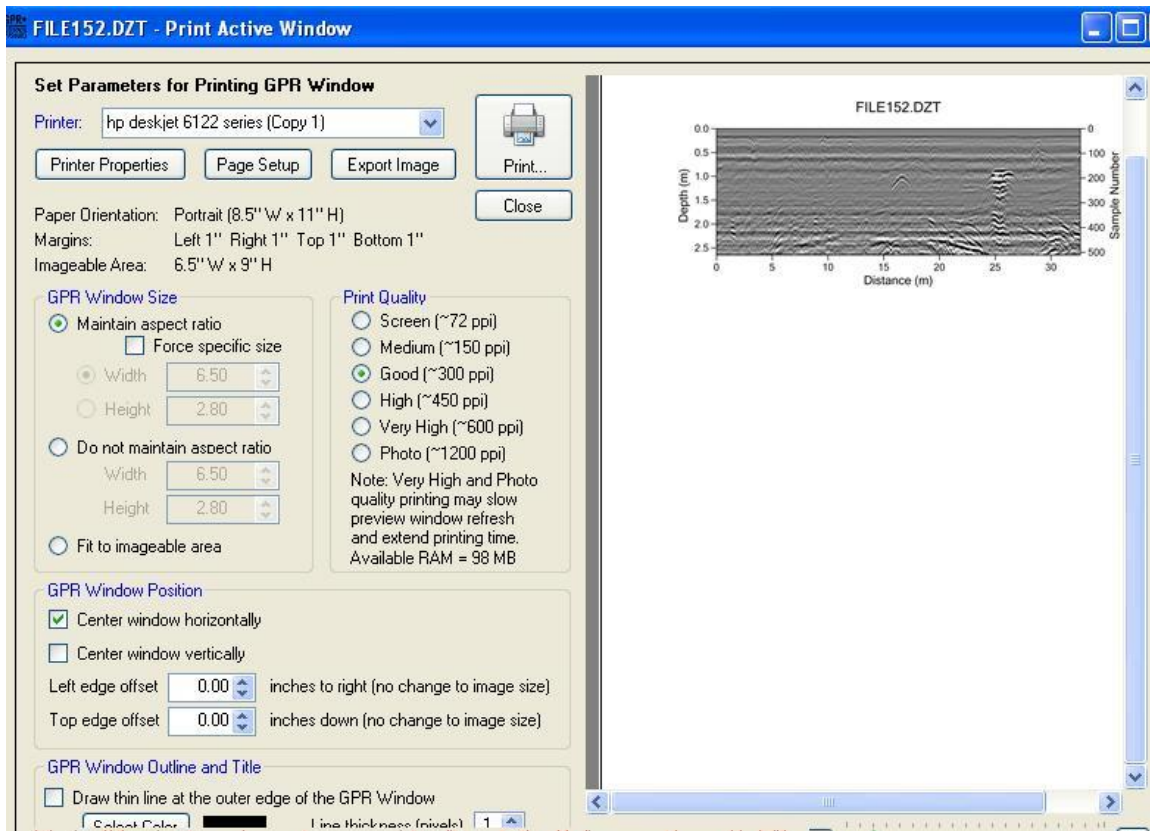 FILE152.DZT - Print Active Window
Set Parameters for Printing GPR Window
Printer: hp deskjet 6122 series (Copy 1)
Print...
Printer Properties Page Setup Export Image
Close
Paper Orientation: Portrait (8.5" W x 11" H)
Margins: Left 1" Right 1" Top 1" Bottom 1"
Imageable Area: 6.5" W x 9" H
GPR Window Size
Maintain aspect ratio
Force specific size
Width 6.50
Height 2.80
Do not maintain aspect ratio
Width 6.50
Height 2.80
Fit to imageable area
Print Quality
Screen (~72 ppi)
Medium (~150 ppi)
Good (~300 ppi)
High (~450 ppi)
Very High (~600 ppi)
Photo (~1200 ppi)
Note: Very High and Photo
quality printing may slow
preview window refresh
and extend printing time.
Available RAM = 98 MB
GPR Window Position
Center window horizontally
Center window vertically
Left edge offset 0.00 inches to right (no change to image size)
Top edge offset 0.00 inches down (no change to image size)
GPR Window Outline and Title
Draw thin line at the outer edge of the GPR Window
Select Color Line thickness (pixels) 1
FILE152.DZT
0.0
0.5
1.0
1.5
2.0
2.5
Depth (m)
0
100
200
300
400
500
Sample Number
0 5 10 15 20 25 30
Distance (m)